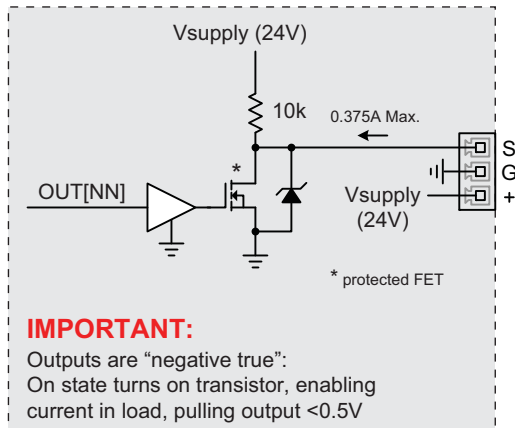 Vsupply (24V)
10k
0.375A Max.
S
G
+
OUT[NN]
*
Vsupply
(24V)
* protected FET
IMPORTANT:
Outputs are “negative true”:
On state turns on transistor, enabling
current in load, pulling output <0.5V